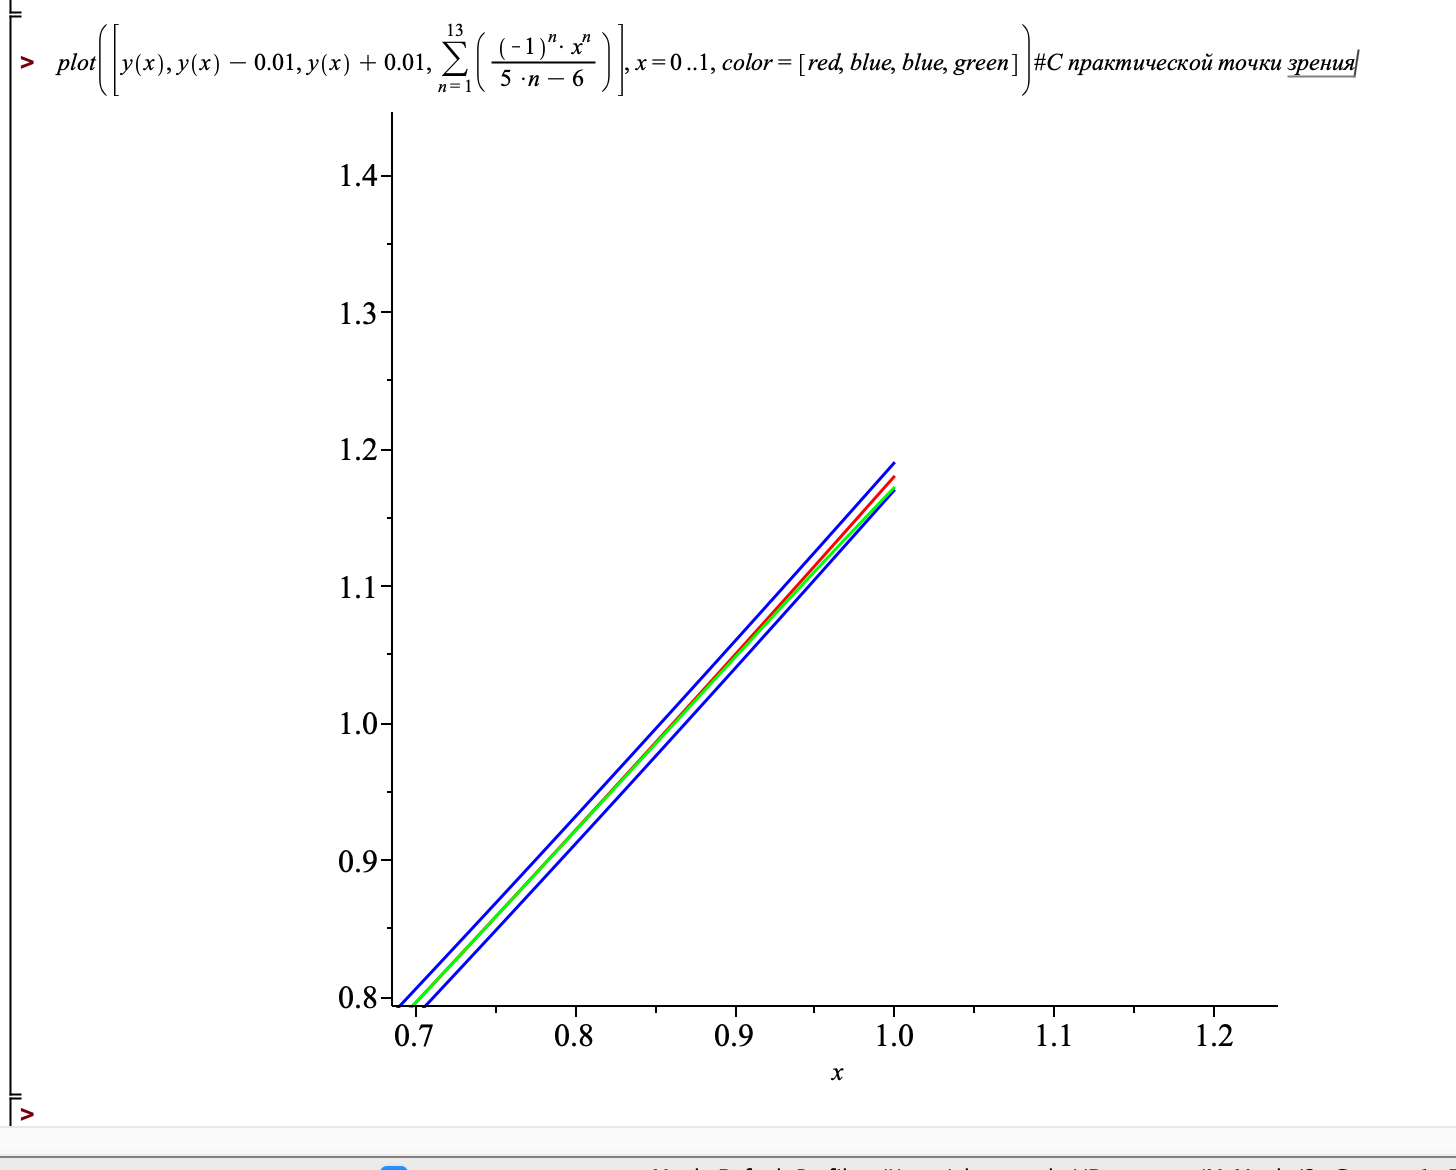 > plot([y(x), y(x) − 0.01, y(x) + 0.01, ∑_{n=1}^{13} ((-1)^n · x^n / (5 · n − 6))], x = 0 ..1, color = [red, blue, blue, green])#С практической точки зрения
1.4
1.3
1.2
1.1
1.0
0.9
0.8
0.7 0.8 0.9 1.0 1.1 1.2
x
>